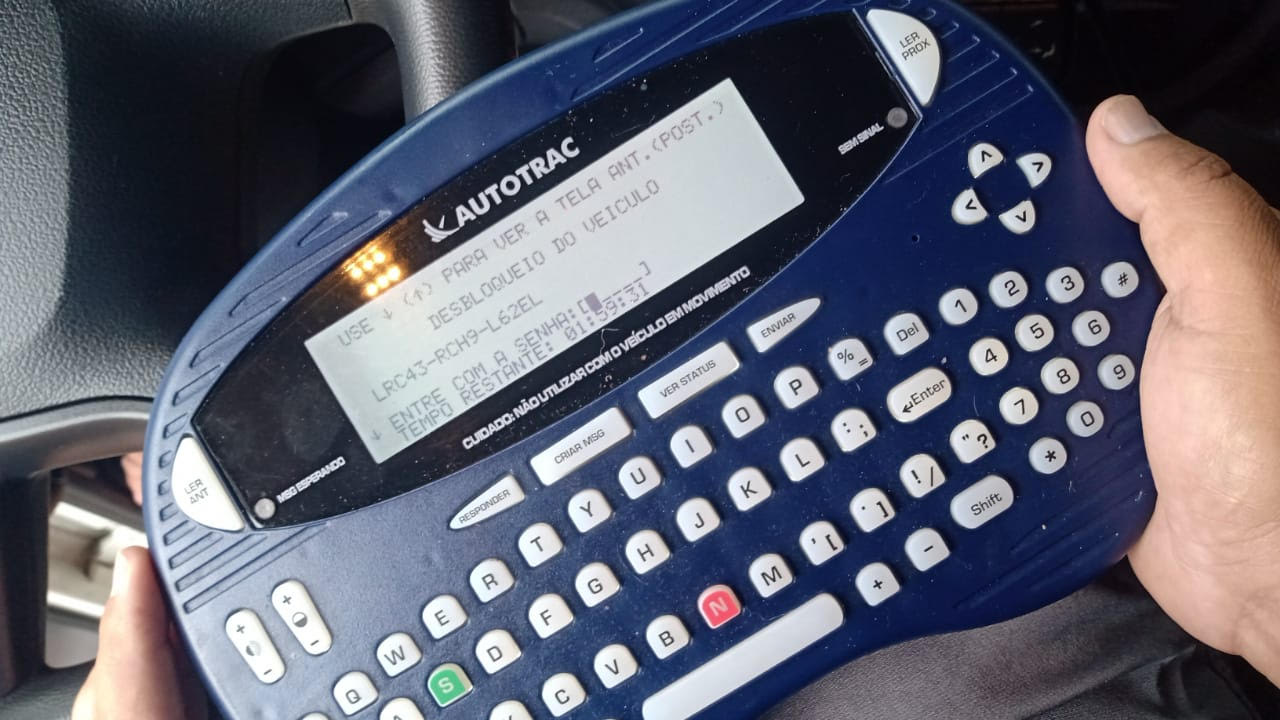 LER PROX
SEM SINAL
AUTOTRAC
USE ↓ (↑) PARA VER A TELA ANT.(POST.)
DESBLOQUEIO DO VEICULO
LRC43-RCH9-L62EL
↓ ENTRE COM A SENHA:[_____]
TEMPO RESTANTE: 01:59:31
CUIDADO: NÃO UTILIZAR COM O VEÍCULO EM MOVIMENTO
LER ANT
MSG ESPERANDO
RESPONDER
CRIAR MSG
VER STATUS
ENVIAR
^ > < v
Q W E R T Y U I O P % = Del 1 2 3 #
A S D F G H J K L : ; ↵Enter 4 5 6
C V B N M ' [ . ] ! / " ? 7 8 9
+ - Shift * 0
+ - + -